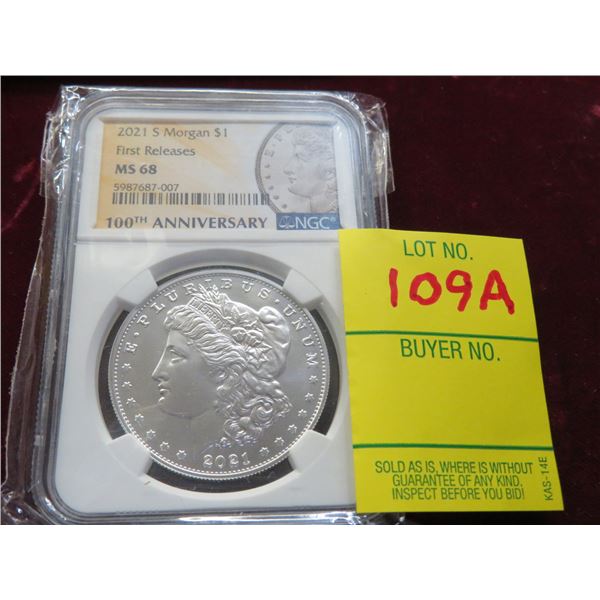 2021 S Morgan $1
First Releases
MS 68
5987687-007
100TH ANNIVERSARY
NGC®
E·PLURIBUS·UNUM
LIBERTY
2021
LOT NO.
109A
BUYER NO.
SOLD AS IS, WHERE IS WITHOUT
GUARANTEE OF ANY KIND.
INSPECT BEFORE YOU BID!
KAS-14E